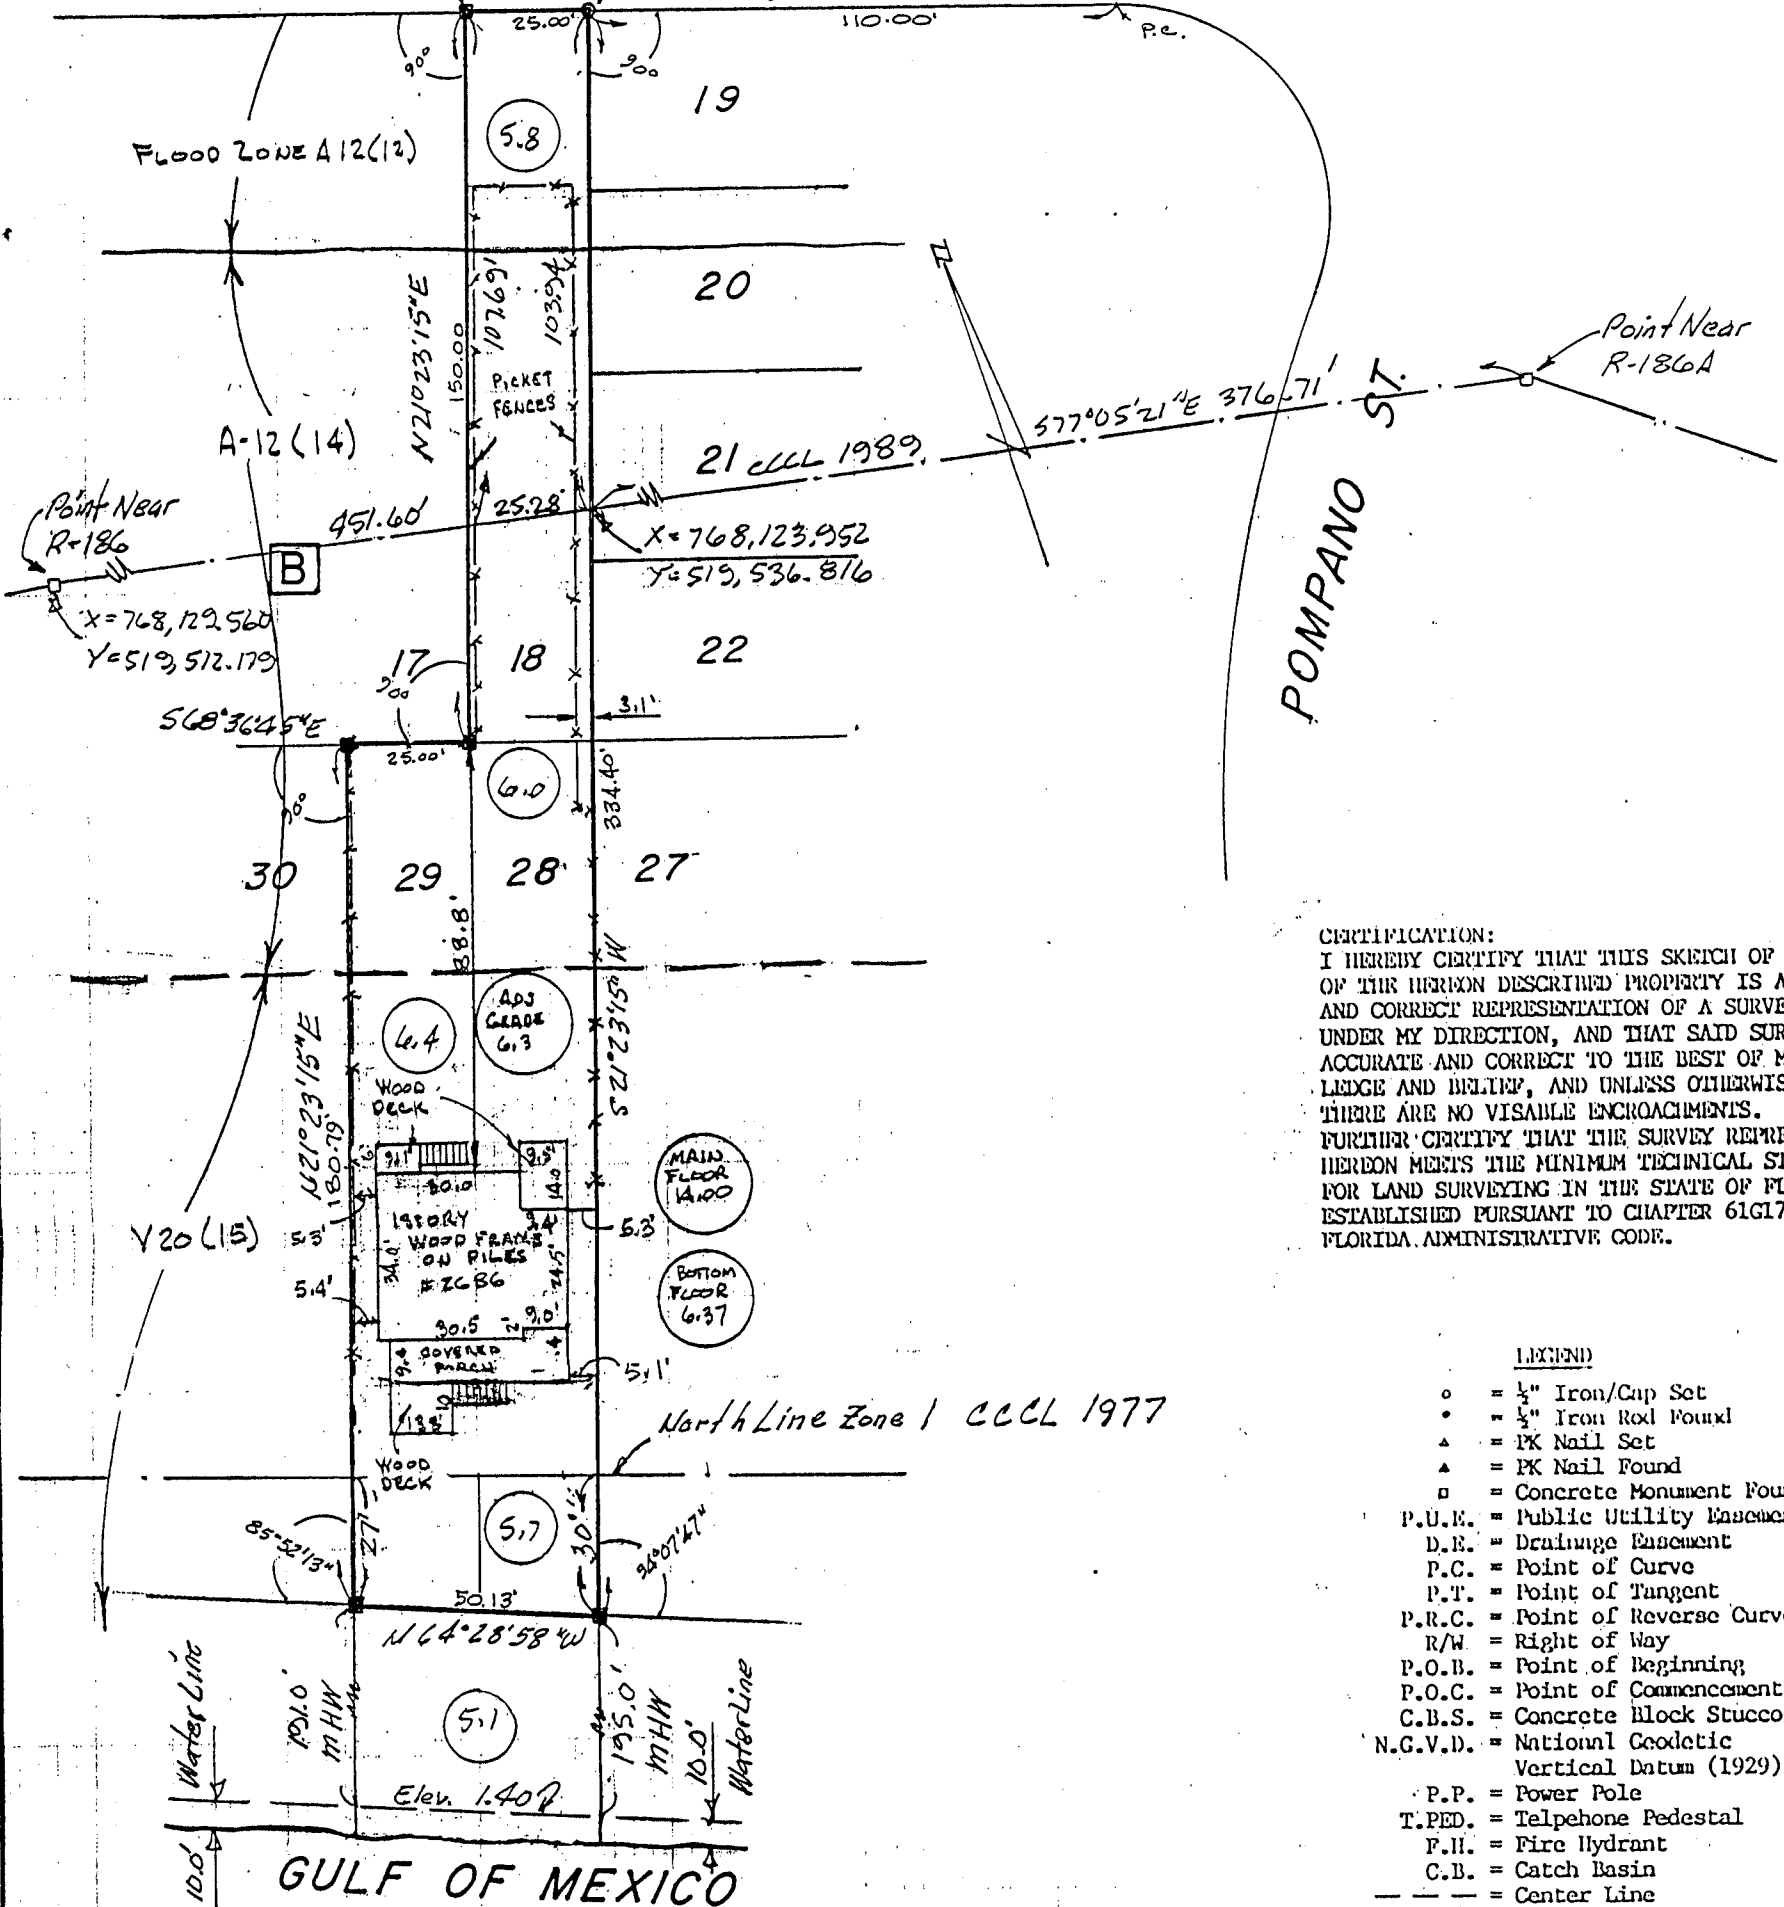 25.00'
110.00'
P.C.
90°
90°
19
5.8
FLOOD ZONE A12(12)
20
N21°23'15"E
150.00
107.69'
103.94
PICKET
FENCES
Point Near
R-186A
S77°05'21"E 376.71'
POMPANO ST.
A-12 (14)
21 CCCL 1989
Point Near
R-186
451.60'
25.28'
B
X=768,123.952
Y=519,536.816
X=768,129.560
Y=519,512.179
17
18
22
90°
3.1'
S68°36'45"E
25.00'
6.0
334.40'
90°
30
29
28
27
88.8'
S21°23'15"W
CERTIFICATION:
I HEREBY CERTIFY THAT THIS SKETCH OF
OF THE HEREON DESCRIBED PROPERTY IS A
AND CORRECT REPRESENTATION OF A SURVE
UNDER MY DIRECTION, AND THAT SAID SUR
ACCURATE AND CORRECT TO THE BEST OF M
LEDGE AND BELIEF, AND UNLESS OTHERWIS
THERE ARE NO VISABLE ENCROACHMENTS.
FURTHER CERTIFY THAT THE SURVEY REPRE
HEREON MEETS THE MINIMUM TECHNICAL ST
FOR LAND SURVEYING IN THE STATE OF FL
ESTABLISHED PURSUANT TO CHAPTER 61G17
FLORIDA ADMINISTRATIVE CODE.
6.4
ADJ
GRADE
6.3
N21°23'15"E
180.79'
WOOD
DECK
9.1'
9.5'
30.0
14.0
MAIN
FLOOR
14.00
V20 (15)
5.3'
1 STORY
WOOD FRAME
ON PILES
#2686
34.0'
9.4'
24.5'
5.3'
BOTTOM
FLOOR
6.37
5.4'
30.5
2'
9.0
COVERED
PORCH
9.4
5.1'
13.8
WOOD
DECK
North Line Zone 1 CCCL 1977
85°52'13"
27'
5.7
30'
94°07'47"
50.13'
N64°28'58"W
Water Line
191.0'
MHW
5.1
195.0'
MHW
10.0'
Water Line
Elev. 1.40
10.0'
GULF OF MEXICO
LEGEND
o = ½" Iron/Cap Set
• = ½" Iron Rod Found
△ = PK Nail Set
▲ = PK Nail Found
□ = Concrete Monument Fou
P.U.E. = Public Utility Easeme
D.E. = Drainage Easement
P.C. = Point of Curve
P.T. = Point of Tangent
P.R.C. = Point of Reverse Curv
R/W = Right of Way
P.O.B. = Point of Beginning
P.O.C. = Point of Commencement
C.B.S. = Concrete Block Stucco
N.G.V.D. = National Geodetic
Vertical Datum (1929)
P.P. = Power Pole
T.PED. = Telpehone Pedestal
F.H. = Fire Hydrant
C.B. = Catch Basin
— — — = Center Line